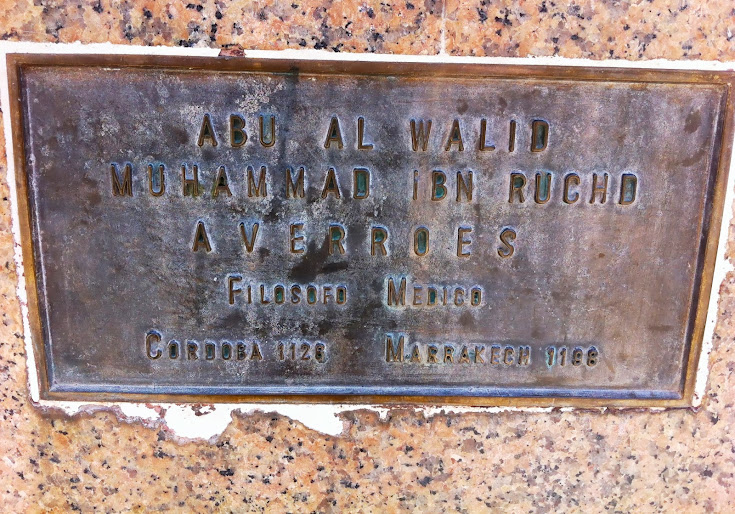 ABU AL WALID
MUHAMMAD IBN RUCHD
AVERROES
FILOSOFO MEDICO
CORDOBA 1126 MARRAKECH 1198